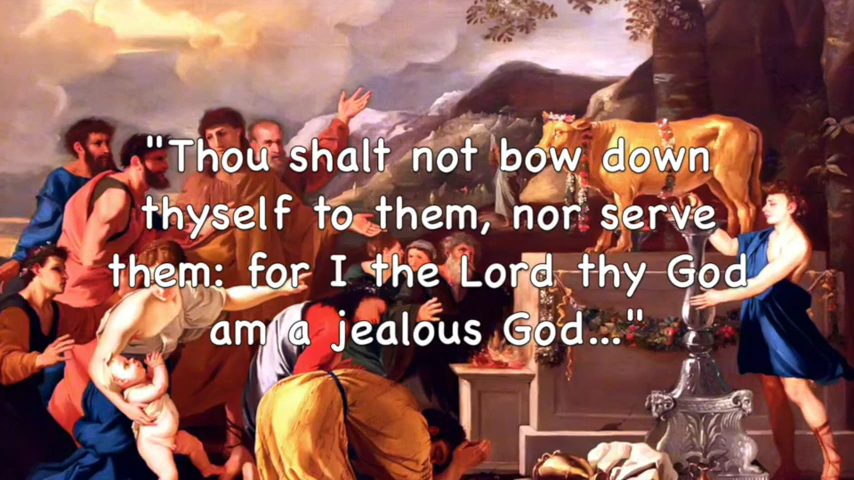 "Thou shalt not bow down
thyself to them, nor serve
them: for I the Lord thy God
am a jealous God..."